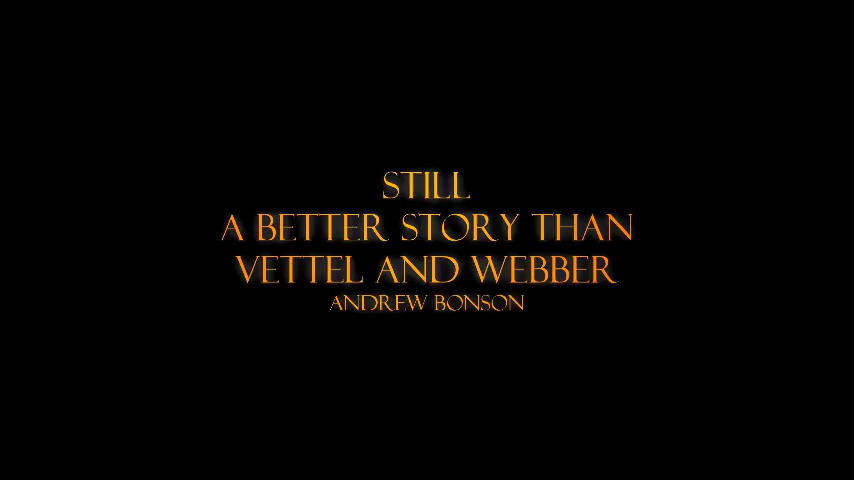 STILL
A BETTER STORY THAN
VETTEL AND WEBBER
ANDREW BONSON